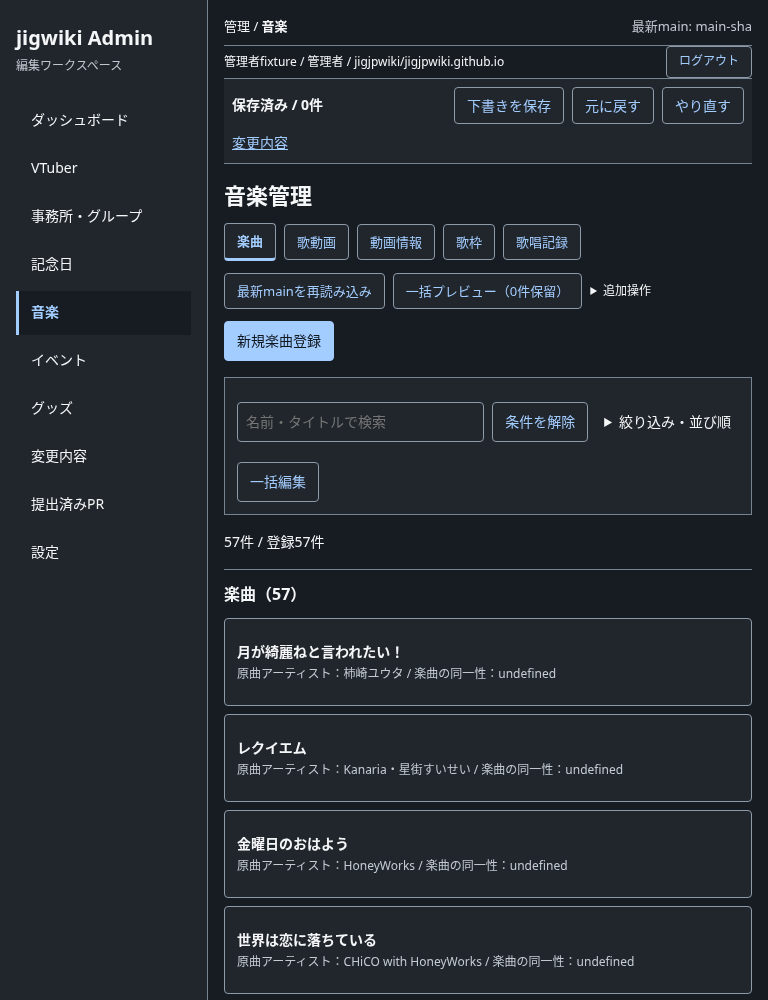 jigwiki Admin
編集ワークスペース
ダッシュボード
VTuber
事務所・グループ
記念日
音楽
イベント
グッズ
変更内容
提出済みPR
設定
管理 / 音楽
最新main: main-sha
管理者fixture / 管理者 / jigjpwiki/jigjpwiki.github.io
ログアウト
保存済み / 0件
下書きを保存
元に戻す
やり直す
変更内容
音楽管理
楽曲
歌動画
動画情報
歌枠
歌唱記録
最新mainを再読み込み
一括プレビュー（0件保留）
▶ 追加操作
新規楽曲登録
名前・タイトルで検索
条件を解除
▶ 絞り込み・並び順
一括編集
57件 / 登録57件
楽曲（57）
月が綺麗ねと言われたい！
原曲アーティスト：柿崎ユウタ / 楽曲の同一性：undefined
レクイエム
原曲アーティスト：Kanaria・星街すいせい / 楽曲の同一性：undefined
金曜日のおはよう
原曲アーティスト：HoneyWorks / 楽曲の同一性：undefined
世界は恋に落ちている
原曲アーティスト：CHiCO with HoneyWorks / 楽曲の同一性：undefined